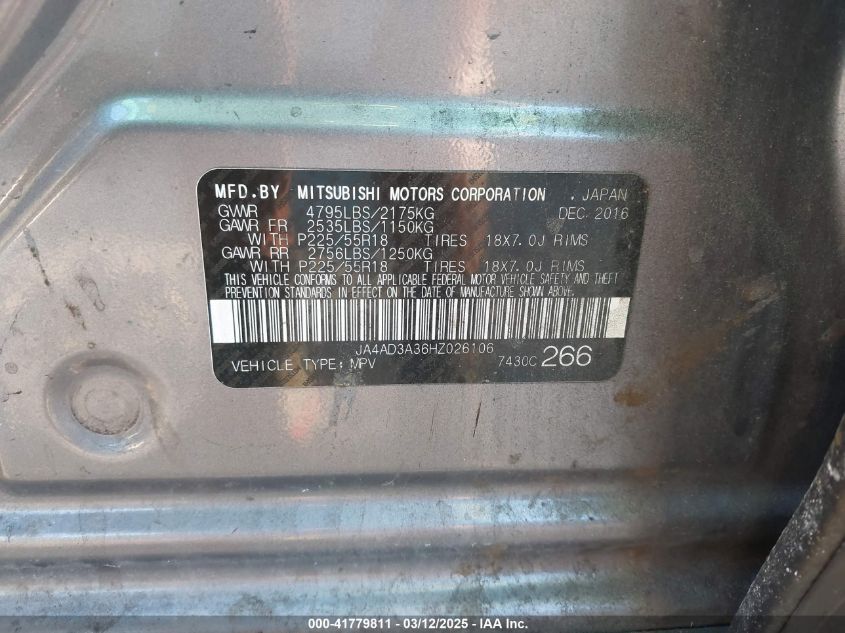 MFD.BY MITSUBISHI MOTORS CORPORATION , JAPAN
GVWR 4795LBS/2175KG DEC. 2016
GAWR FR 2535LBS/1150KG
WITH P225/55R18 TIRES 18X7.0J RIMS
GAWR RR 2756LBS/1250KG
WITH P225/55R18 TIRES 18X7.0J RIMS
THIS VEHICLE CONFORMS TO ALL APPLICABLE FEDERAL MOTOR VEHICLE SAFETY AND THEFT
PREVENTION STANDARDS IN EFFECT ON THE DATE OF MANUFACTURE SHOWN ABOVE.
JA4AD3A36HZ026106
VEHICLE TYPE: MPV 7430C 266
000-41779811 - 03/12/2025 - IAA Inc.